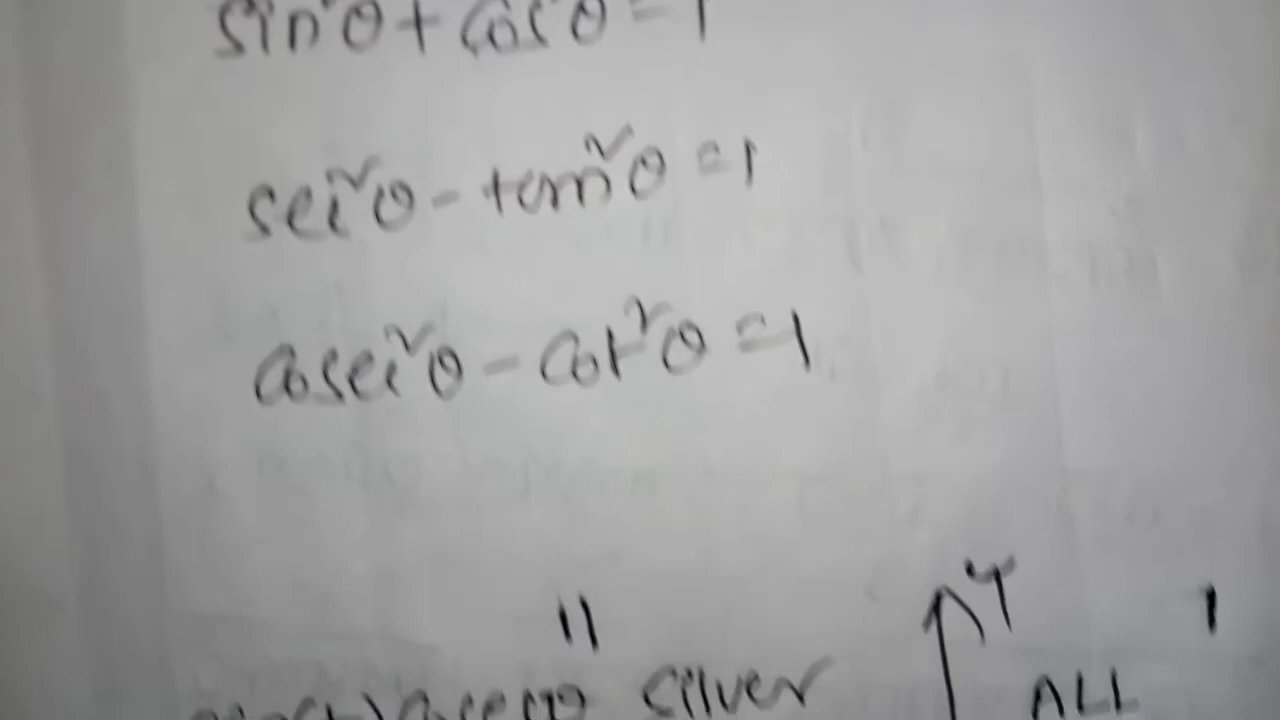 sin²θ + cos²θ = 1
sec²θ - tan²θ = 1
cosec²θ - cot²θ = 1
II Y I
silver ALL